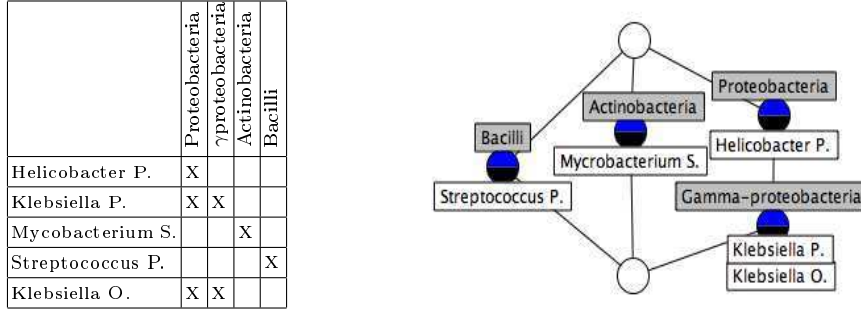 Proteobacteria
γproteobacteria
Actinobacteria
Bacilli
Helicobacter P. X
Klebsiella P. X X
Mycobacterium S. X
Streptococcus P. X
Klebsiella O. X X
Proteobacteria
Actinobacteria
Bacilli
Helicobacter P.
Mycrobacterium S.
Streptococcus P.
Gamma-proteobacteria
Klebsiella P.
Klebsiella O.